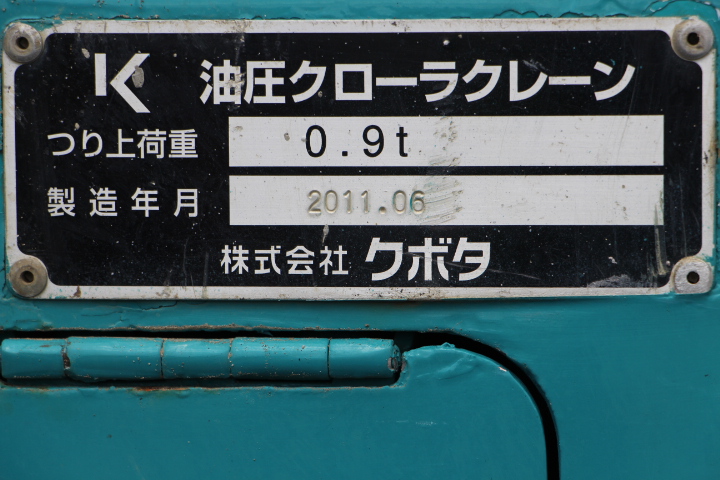 K 油圧クローラクレーン
つり上荷重 0.9t
製造年月 2011.06
株式会社 クボタ